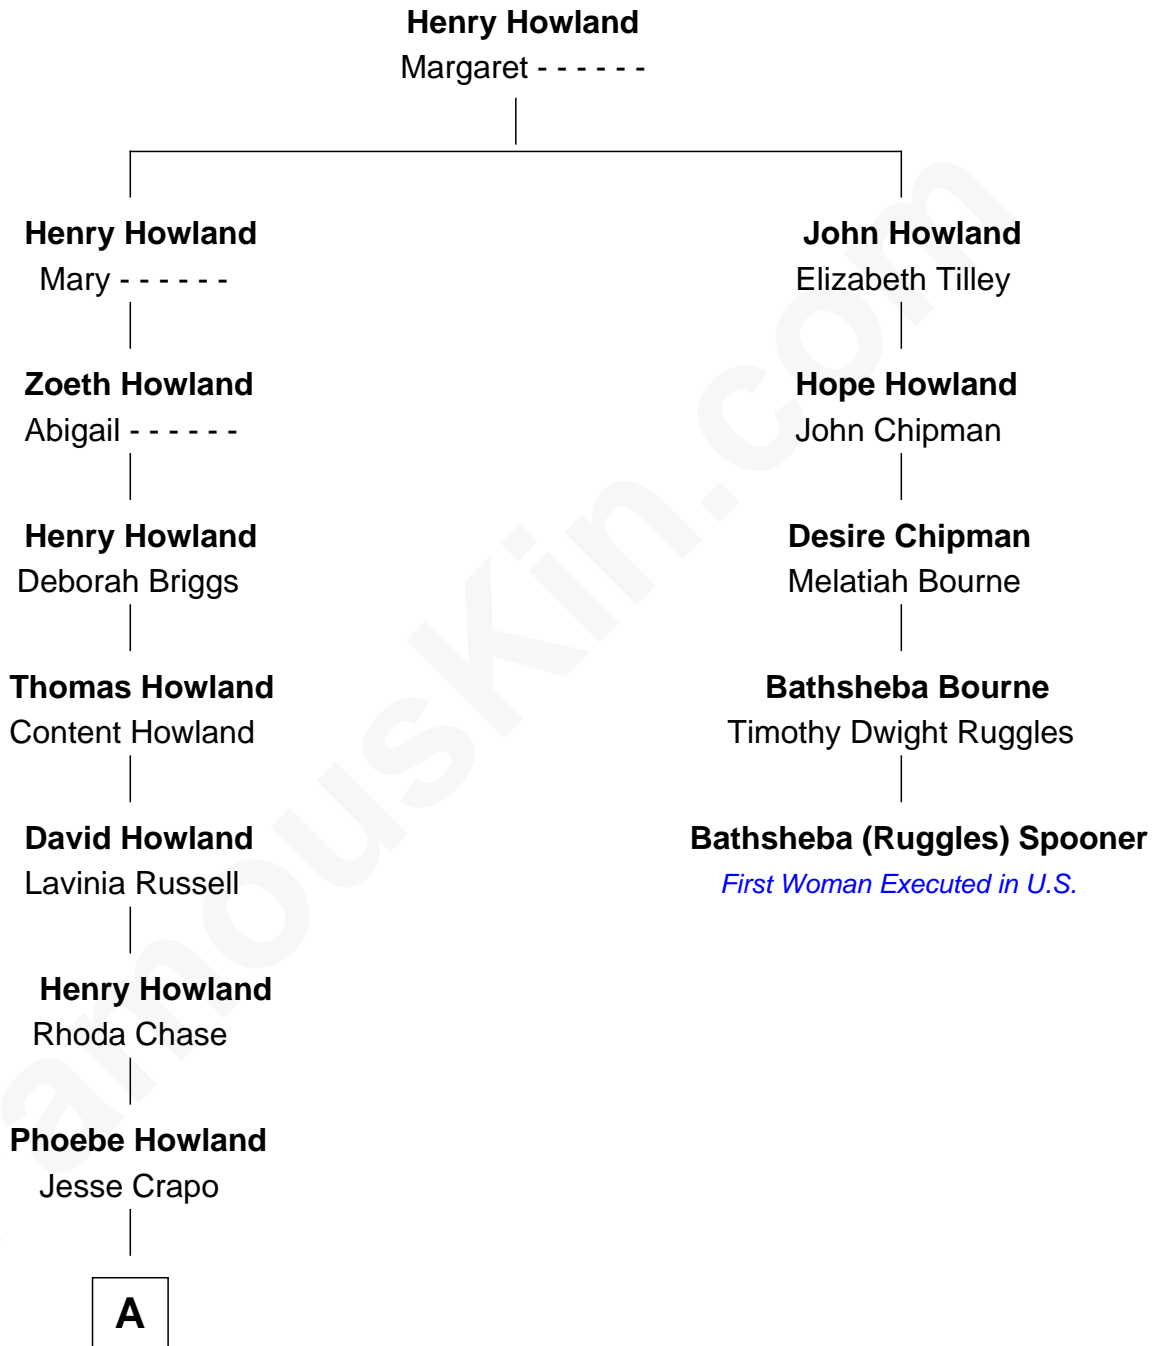 Henry Howland
Margaret - - - - - -
Henry Howland
Mary - - - - - -
Zoeth Howland
Abigail - - - - - -
Henry Howland
Deborah Briggs
Thomas Howland
Content Howland
David Howland
Lavinia Russell
Henry Howland
Rhoda Chase
Phoebe Howland
Jesse Crapo
A
John Howland
Elizabeth Tilley
Hope Howland
John Chipman
Desire Chipman
Melatiah Bourne
Bathsheba Bourne
Timothy Dwight Ruggles
Bathsheba (Ruggles) Spooner
First Woman Executed in U.S.
amousKin.com